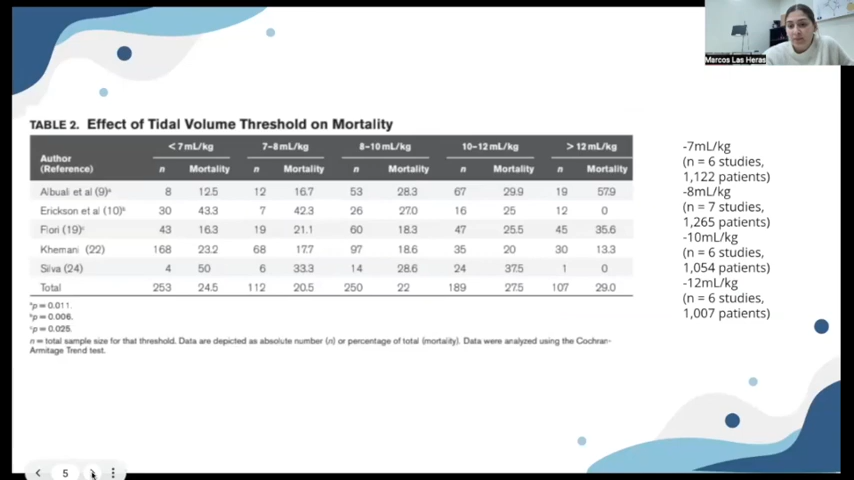 Marcos Las Heras
TABLE 2. Effect of Tidal Volume Threshold on Mortality
<7 mL/kg 7–8 mL/kg 8–10 mL/kg 10–12 mL/kg >12 mL/kg
Author
(Reference) n Mortality n Mortality n Mortality n Mortality n Mortality
Albuali et al (9)ᵃ 8 12.5 12 16.7 53 28.3 67 29.9 19 57.9
Erickson et al (10)ᵇ 30 43.3 7 42.3 26 27.0 16 25 12 0
Flori (19)ᶜ 43 16.3 19 21.1 60 18.3 47 25.5 45 35.6
Khemani (22) 168 23.2 68 17.7 97 18.6 35 20 30 13.3
Silva (24) 4 50 6 33.3 14 28.6 24 37.5 1 0
Total 253 24.5 112 20.5 250 22 189 27.5 107 29.0
ᵃp = 0.011.
ᵇp = 0.006.
ᶜp = 0.025.
n = total sample size for that threshold. Data are depicted as absolute number (n) or percentage of total (mortality). Data were analyzed using the Cochran-
Armitage Trend test.
-7mL/kg
(n = 6 studies,
1,122 patients)
-8mL/kg
(n = 7 studies,
1,265 patients)
-10mL/kg
(n = 6 studies,
1,054 patients)
-12mL/kg
(n = 6 studies,
1,007 patients)
5